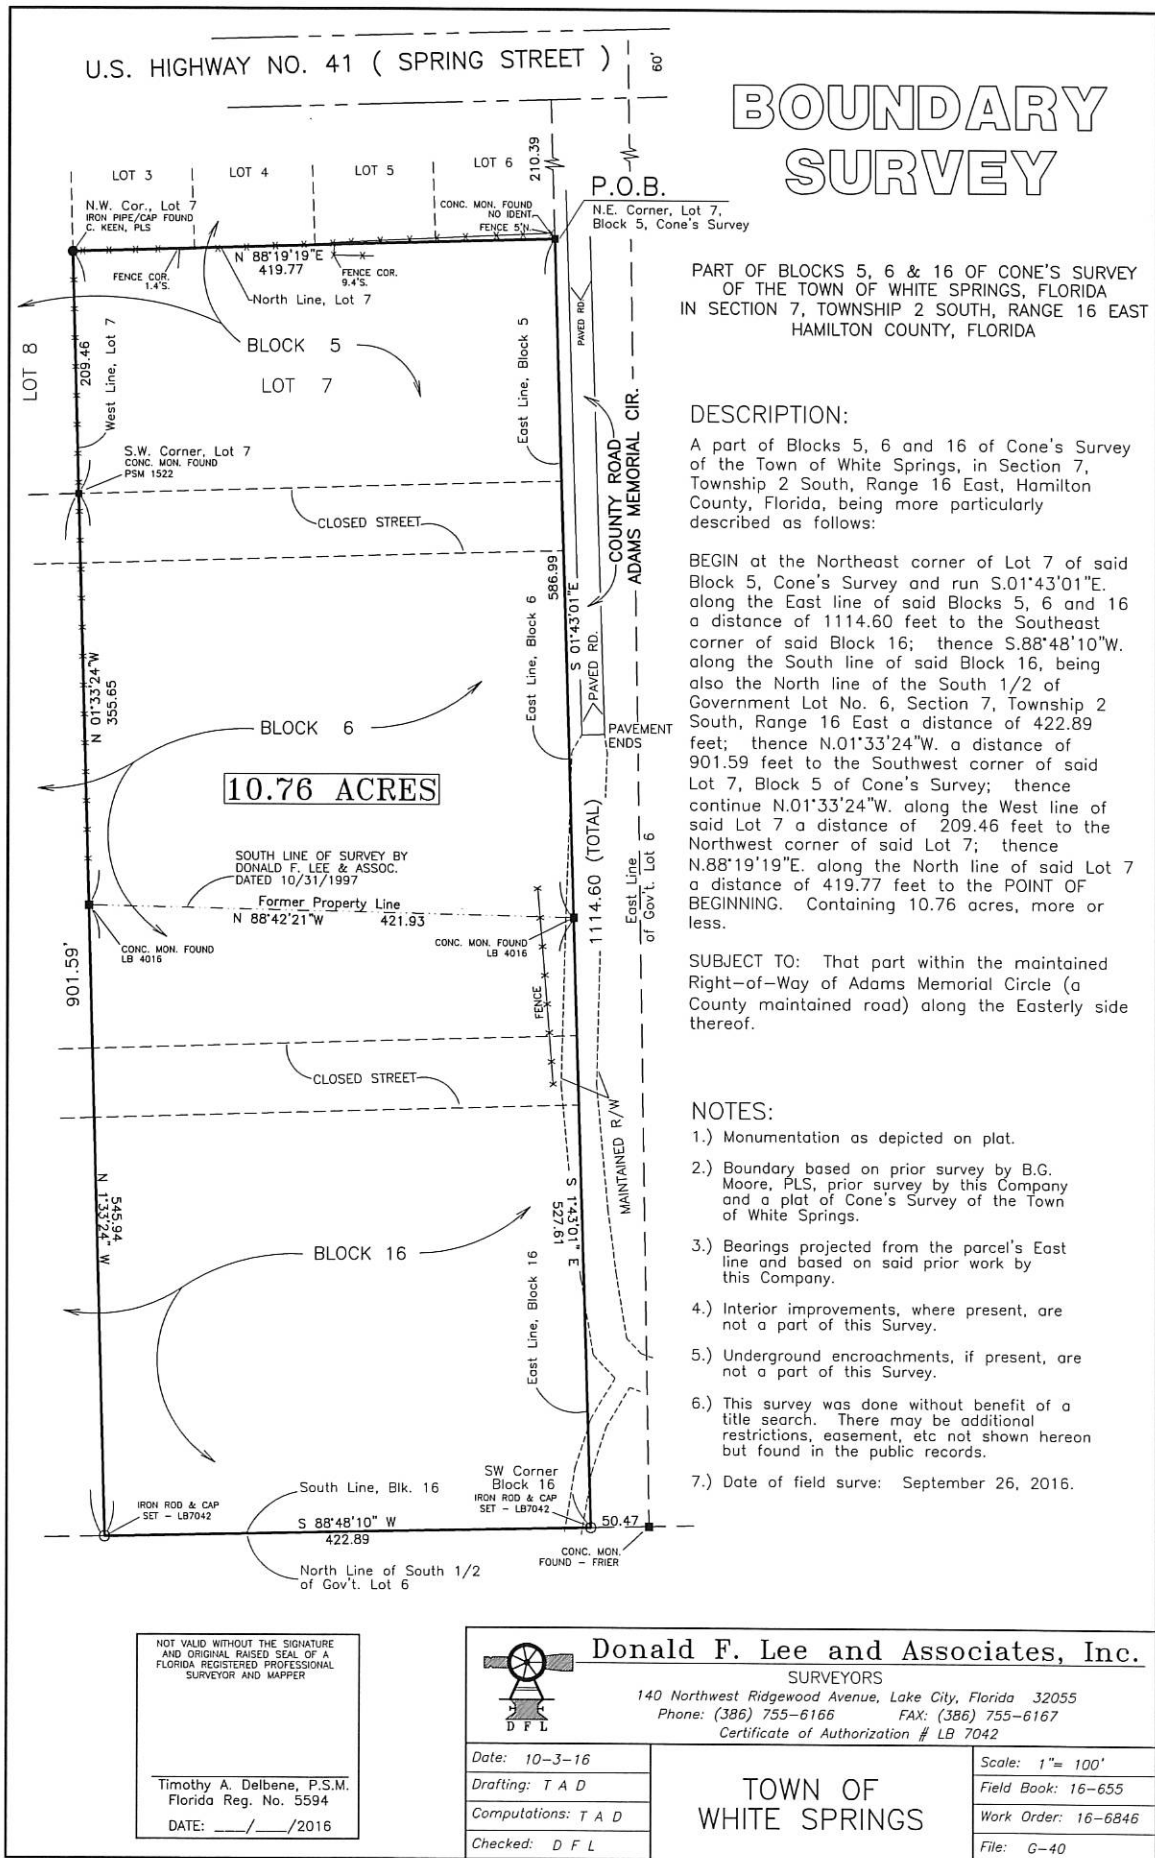 U.S. HIGHWAY NO. 41 ( SPRING STREET )
60'
210.39
LOT 3
LOT 4
LOT 5
LOT 6
BOUNDARY
SURVEY
P.O.B.
N.E. Corner, Lot 7,
Block 5, Cone's Survey
N.W. Cor., Lot 7
IRON PIPE/CAP FOUND
C. KEEN, PLS
CONC. MON. FOUND
NO IDENT.
FENCE 5'N.
N 88°19'19"E
419.77
FENCE COR.
1.4'S.
FENCE COR.
9.4'S.
North Line, Lot 7
PART OF BLOCKS 5, 6 & 16 OF CONE'S SURVEY
OF THE TOWN OF WHITE SPRINGS, FLORIDA
IN SECTION 7, TOWNSHIP 2 SOUTH, RANGE 16 EAST
HAMILTON COUNTY, FLORIDA
LOT 8
209.46
West Line, Lot 7
BLOCK 5
LOT 7
East Line, Block 5
PAVED RD.
COUNTY ROAD
ADAMS MEMORIAL CIR.
S.W. Corner, Lot 7
CONC. MON. FOUND
PSM 1522
CLOSED STREET
586.99
S 01°43'01"E
East Line, Block 6
PAVED RD.
PAVEMENT
ENDS
N 01°33'24"W
355.65
BLOCK 6
10.76 ACRES
SOUTH LINE OF SURVEY BY
DONALD F. LEE & ASSOC.
DATED 10/31/1997
Former Property Line
N 88°42'21"W 421.93
CONC. MON. FOUND
LB 4016
CONC. MON. FOUND
LB 4016
1114.60 (TOTAL)
East Line
of Gov't. Lot 6
901.59'
FENCE
CLOSED STREET
MAINTAINED R/W
N 1°33'24" W
545.94
S 1°43'01" E
527.61
BLOCK 16
East Line, Block 16
South Line, Blk. 16
SW Corner
Block 16
IRON ROD & CAP
SET - LB7042
IRON ROD & CAP
SET - LB7042
S 88°48'10" W
422.89
50.47
CONC. MON.
FOUND - FRIER
North Line of South 1/2
of Gov't. Lot 6
DESCRIPTION:
A part of Blocks 5, 6 and 16 of Cone's Survey
of the Town of White Springs, in Section 7,
Township 2 South, Range 16 East, Hamilton
County, Florida, being more particularly
described as follows:
BEGIN at the Northeast corner of Lot 7 of said
Block 5, Cone's Survey and run S.01°43'01"E.
along the East line of said Blocks 5, 6 and 16
a distance of 1114.60 feet to the Southeast
corner of said Block 16; thence S.88°48'10"W.
along the South line of said Block 16, being
also the North line of the South 1/2 of
Government Lot No. 6, Section 7, Township 2
South, Range 16 East a distance of 422.89
feet; thence N.01°33'24"W. a distance of
901.59 feet to the Southwest corner of said
Lot 7, Block 5 of Cone's Survey; thence
continue N.01°33'24"W. along the West line of
said Lot 7 a distance of 209.46 feet to the
Northwest corner of said Lot 7; thence
N.88°19'19"E. along the North line of said Lot 7
a distance of 419.77 feet to the POINT OF
BEGINNING. Containing 10.76 acres, more or
less.
SUBJECT TO: That part within the maintained
Right-of-Way of Adams Memorial Circle (a
County maintained road) along the Easterly side
thereof.
NOTES:
1.) Monumentation as depicted on plat.
2.) Boundary based on prior survey by B.G.
Moore, PLS, prior survey by this Company
and a plat of Cone's Survey of the Town
of White Springs.
3.) Bearings projected from the parcel's East
line and based on said prior work by
this Company.
4.) Interior improvements, where present, are
not a part of this Survey.
5.) Underground encroachments, if present, are
not a part of this Survey.
6.) This survey was done without benefit of a
title search. There may be additional
restrictions, easement, etc not shown hereon
but found in the public records.
7.) Date of field surve: September 26, 2016.
NOT VALID WITHOUT THE SIGNATURE
AND ORIGINAL RAISED SEAL OF A
FLORIDA REGISTERED PROFESSIONAL
SURVEYOR AND MAPPER
Timothy A. Delbene, P.S.M.
Florida Reg. No. 5594
DATE: ___/___/2016
D F L
Donald F. Lee and Associates, Inc.
SURVEYORS
140 Northwest Ridgewood Avenue, Lake City, Florida 32055
Phone: (386) 755-6166 FAX: (386) 755-6167
Certificate of Authorization # LB 7042
Date: 10-3-16
Drafting: T A D
Computations: T A D
Checked: D F L
TOWN OF
WHITE SPRINGS
Scale: 1"= 100'
Field Book: 16-655
Work Order: 16-6846
File: G-40